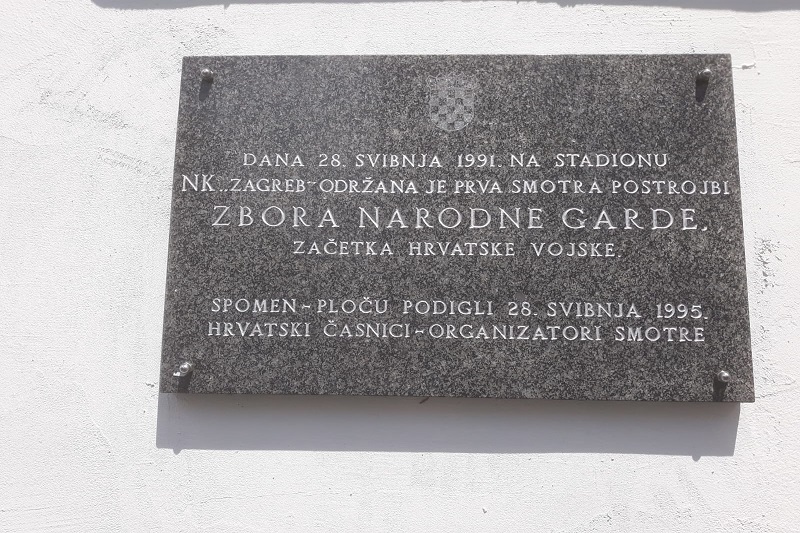 DANA 28. SVIBNJA 1991. NA STADIONU
NK „ZAGREB“ ODRŽANA JE PRVA SMOTRA POSTROJBI
ZBORA NARODNE GARDE,
ZAČETKA HRVATSKE VOJSKE.
SPOMEN-PLOČU PODIGLI 28. SVIBNJA 1995.
HRVATSKI ČASNICI-ORGANIZATORI SMOTRE